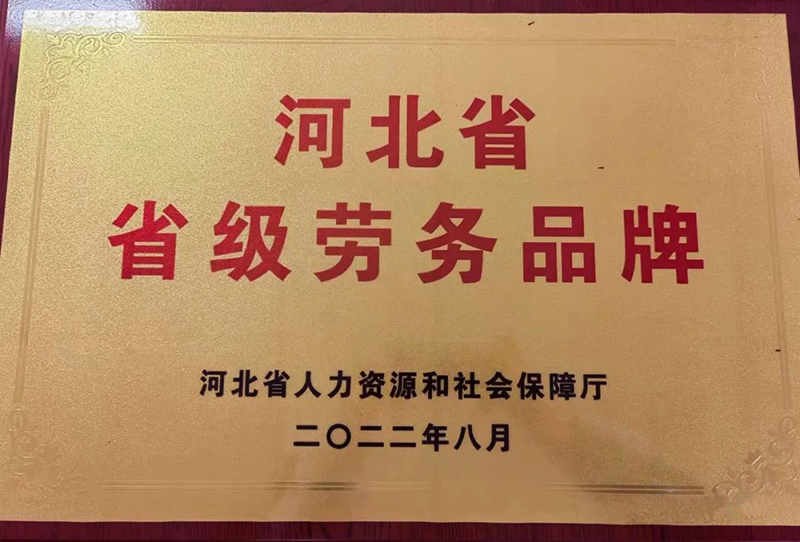 河北省
省级劳务品牌
河北省人力资源和社会保障厅
二〇二二年八月